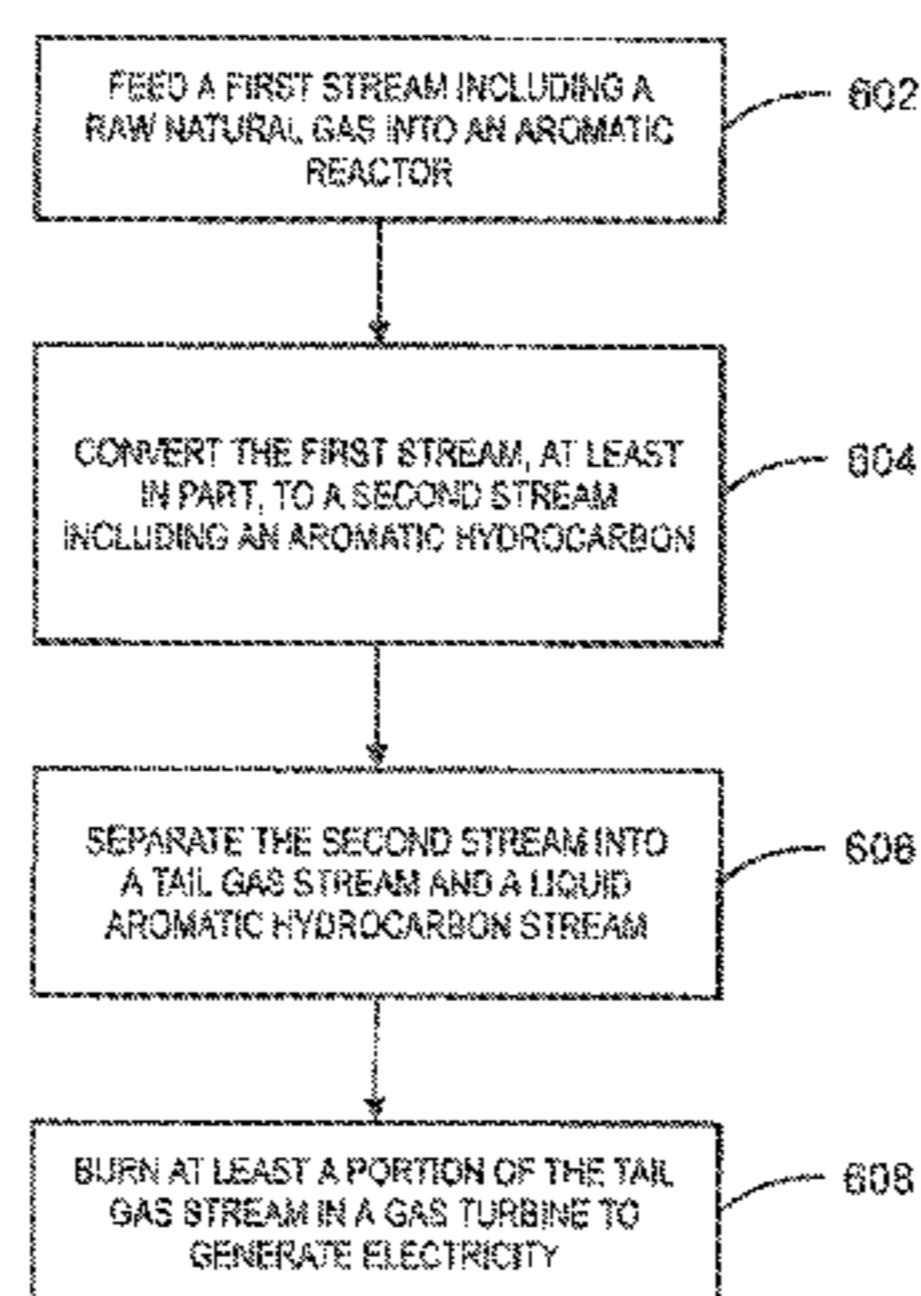 FEED A FIRST STREAM INCLUDING A
RAW NATURAL GAS INTO AN AROMATIC
REACTOR
602
CONVERT THE FIRST STREAM, AT LEAST
IN PART, TO A SECOND STREAM
INCLUDING AN AROMATIC HYDROCARBON
604
SEPARATE THE SECOND STREAM INTO
A TAIL GAS STREAM AND A LIQUID
AROMATIC HYDROCARBON STREAM
606
BURN AT LEAST A PORTION OF THE TAIL
GAS STREAM IN A GAS TURBINE TO
GENERATE ELECTRICITY
608